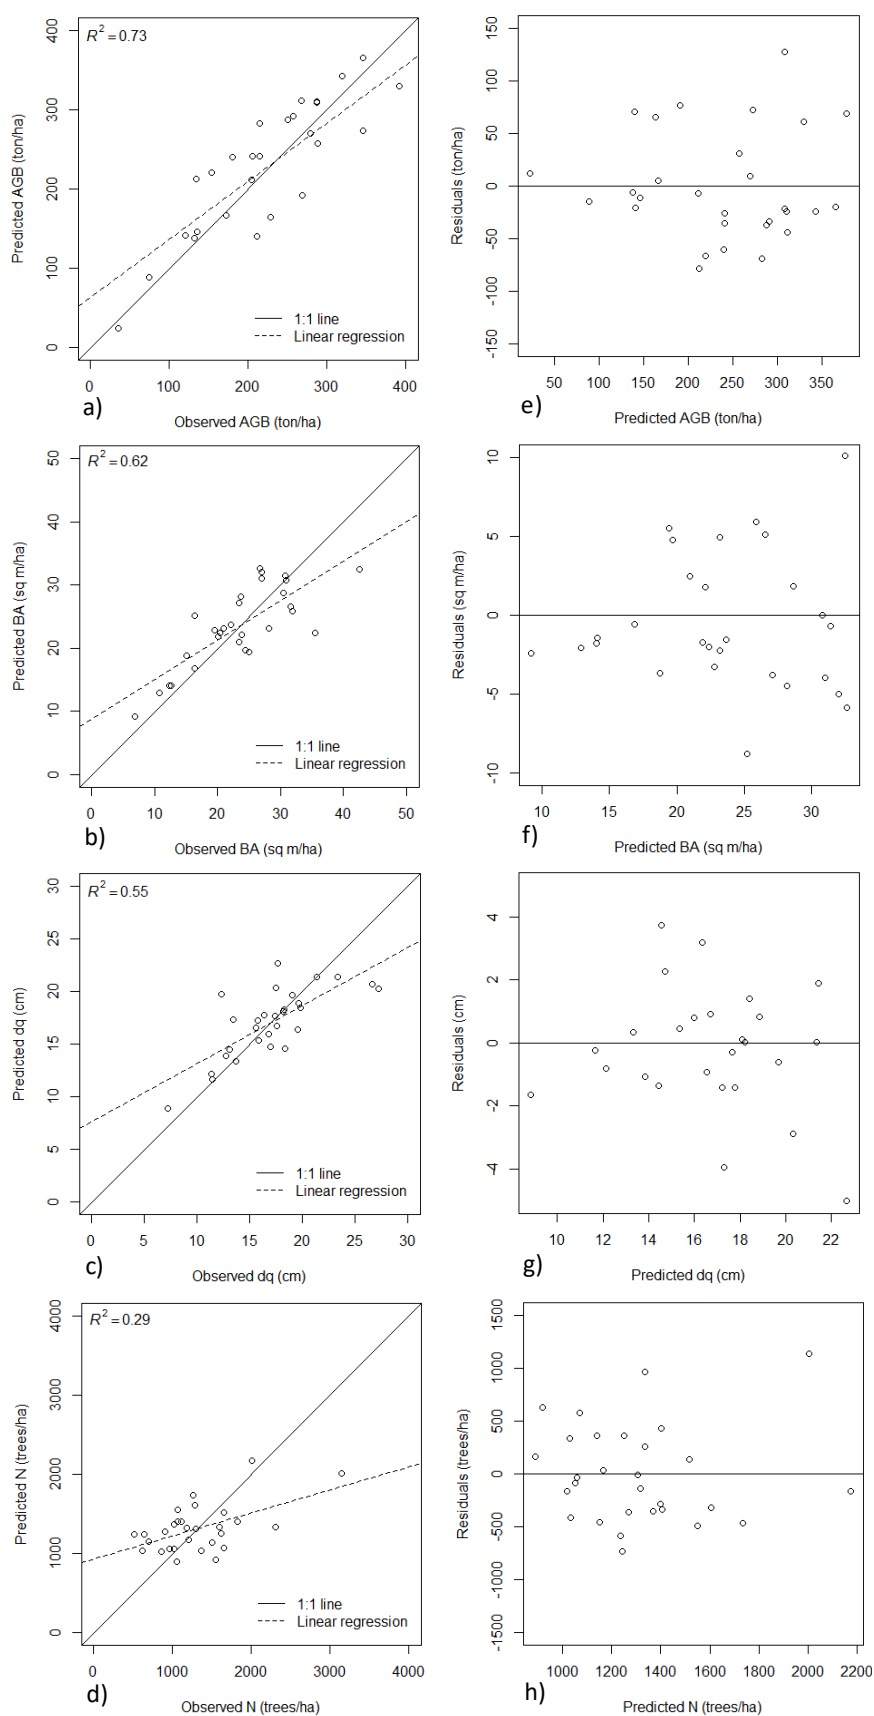 R² = 0.73
400
300
200
100
0
Predicted AGB (ton/ha)
1:1 line
Linear regression
0 100 200 300 400
a)
Observed AGB (ton/ha)
150
100
50
0
-50
-100
-150
Residuals (ton/ha)
50 100 150 200 250 300 350
e)
Predicted AGB (ton/ha)
R² = 0.62
50
40
30
20
10
0
Predicted BA (sq m/ha)
1:1 line
Linear regression
0 10 20 30 40 50
b)
Observed BA (sq m/ha)
10
5
0
-5
-10
Residuals (sq m/ha)
10 15 20 25 30
f)
Predicted BA (sq m/ha)
R² = 0.55
30
25
20
15
10
5
0
Predicted dq (cm)
1:1 line
Linear regression
0 5 10 15 20 25 30
c)
Observed dq (cm)
4
2
0
-2
-4
Residuals (cm)
10 12 14 16 18 20 22
g)
Predicted dq (cm)
R² = 0.29
4000
3000
2000
1000
0
Predicted N (trees/ha)
1:1 line
Linear regression
0 1000 2000 3000 4000
d)
Observed N (trees/ha)
1500
1000
500
0
-500
-1000
-1500
Residuals (trees/ha)
1000 1200 1400 1600 1800 2000 2200
h)
Predicted N (trees/ha)